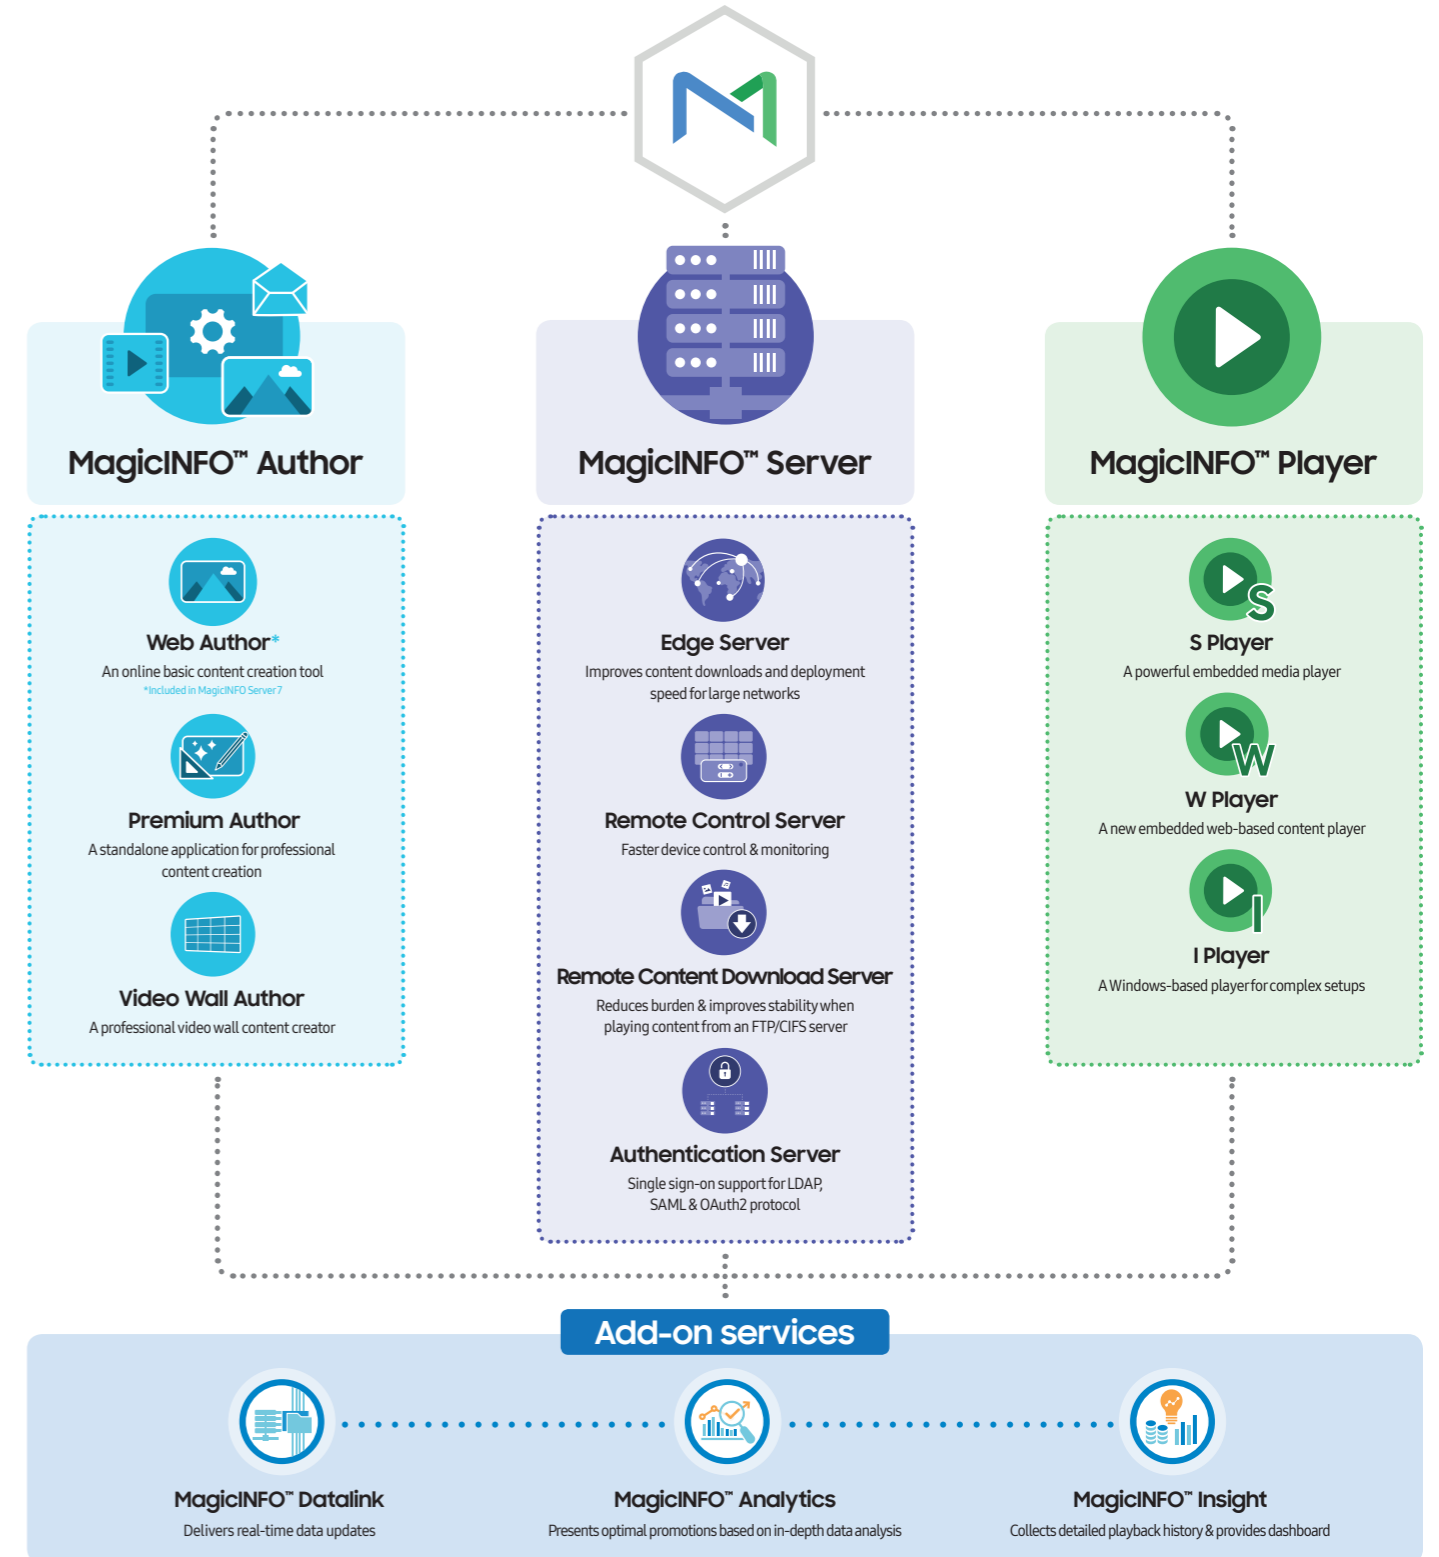 MagicINFO™ Author
Web Author*
An online basic content creation tool
*Included in MagicINFO Server 7
Premium Author
A standalone application for professional
content creation
Video Wall Author
A professional video wall content creator
MagicINFO™ Server
Edge Server
Improves content downloads and deployment
speed for large networks
Remote Control Server
Faster device control & monitoring
Remote Content Download Server
Reduces burden & improves stability when
playing content from an FTP/CIFS server
Authentication Server
Single sign-on support for LDAP,
SAML & OAuth2 protocol
MagicINFO™ Player
S
S Player
A powerful embedded media player
W
W Player
A new embedded web-based content player
I
I Player
A Windows-based player for complex setups
Add-on services
MagicINFO™ Datalink
Delivers real-time data updates
MagicINFO™ Analytics
Presents optimal promotions based on in-depth data analysis
MagicINFO™ Insight
Collects detailed playback history & provides dashboard